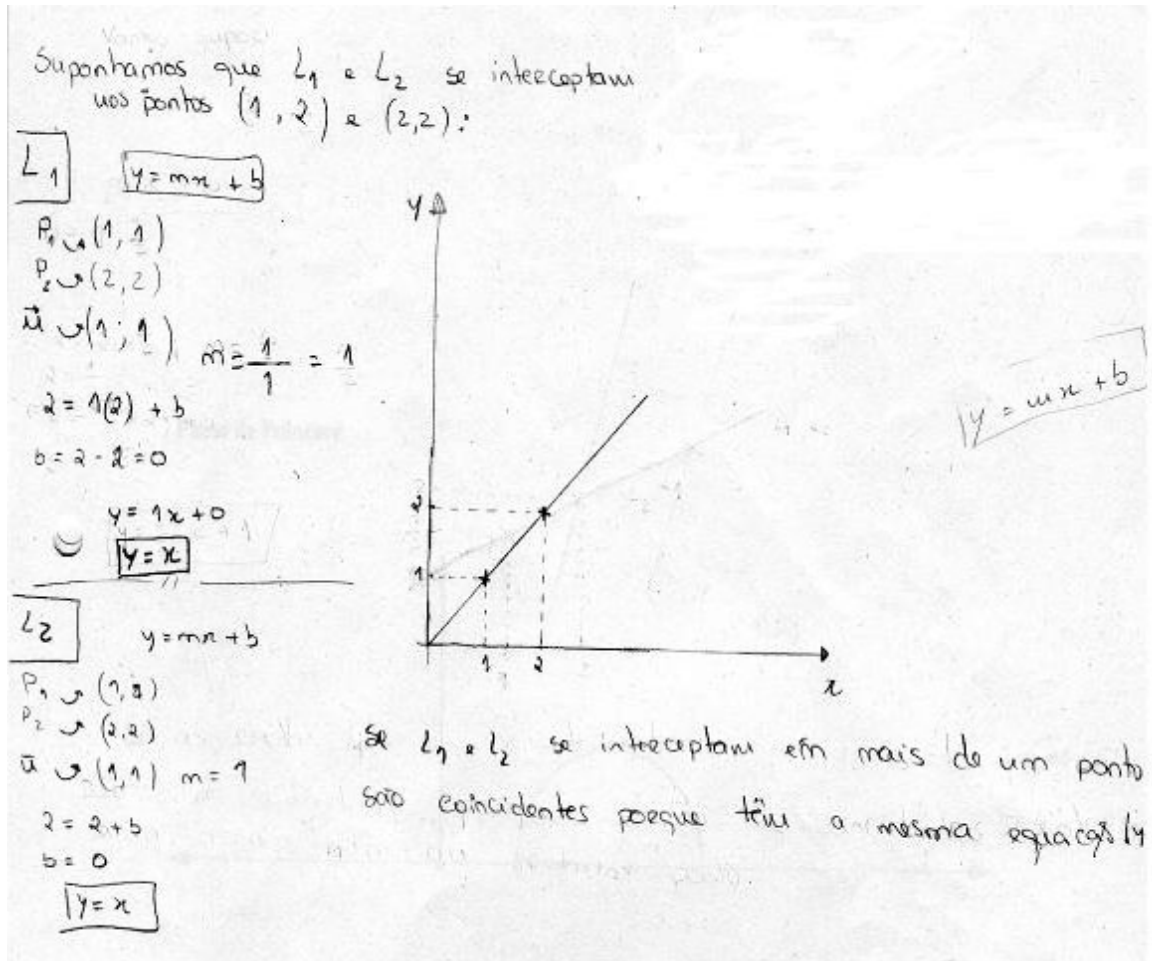 Suponhamos que L1 e L2 se interceptam
nos pontos (1, 2) e (2,2):
L1
y = mx + b
P1 (1, 1)
P2 (2, 2)
u (1, 1)
m = 1/1 = 1
2 = 1(2) + b
b = 2 - 2 = 0
y = 1x + 0
y = x
L2
y = mx + b
P1 (1,1)
P2 (2,2)
u (1,1) m = 1
2 = 2 + b
b = 0
y = x
y
2
1
1 2
x
y = mx + b
Se L1 e L2 se interceptam em mais de um ponto
são coincidentes porque têm a mesma equação